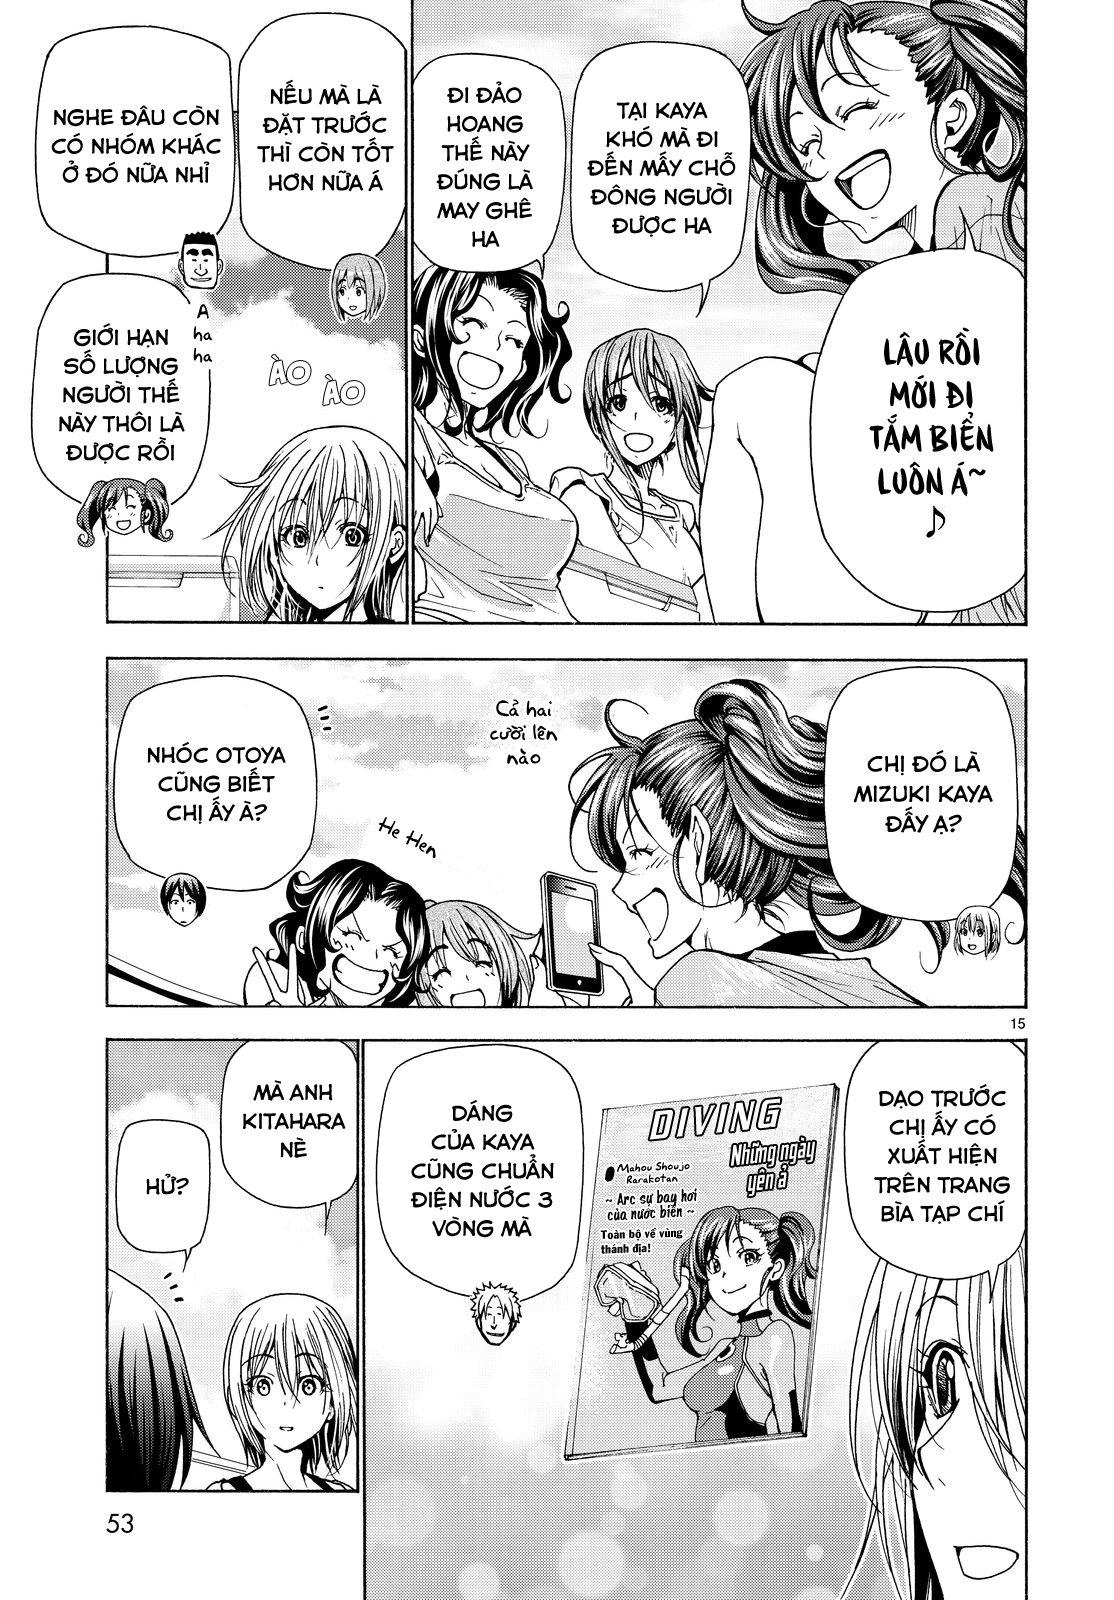 LÂU RỒI
MỚI ĐI
TẮM BIỂN
LUÔN Á~
♪
TẠI KAYA
KHÓ MÀ ĐI
ĐẾN MẤY CHỖ
ĐÔNG NGƯỜI
ĐƯỢC HA
ĐI ĐẢO
HOANG
THẾ NÀY
ĐÚNG LÀ
MAY GHÊ
HA
NẾU MÀ LÀ
ĐẶT TRƯỚC
THÌ CÒN TỐT
HƠN NỮA Á
NGHE ĐÂU CÒN
CÓ NHÓM KHÁC
Ở ĐÓ NỮA NHỈ
A
ha
ha
GIỚI HẠN
SỐ LƯỢNG
NGƯỜI THẾ
NÀY THÔI LÀ
ĐƯỢC RỒI
ÀO
ÀO
CHỊ ĐÓ LÀ
MIZUKI KAYA
ĐẤY Ạ?
Cả hai
cười lên
nào
He Hen
NHÓC OTOYA
CŨNG BIẾT
CHỊ ẤY À?
15
DẠO TRƯỚC
CHỊ ẤY CÓ
XUẤT HIỆN
TRÊN TRANG
BÌA TẠP CHÍ
DIVING
Những ngày
yên ả
Mahou Shoujo
Rarakotan
~ Arc sự bay hơi
của nước biển ~
Toàn bộ về vùng
thánh địa!
DÁNG
CỦA KAYA
CŨNG CHUẨN
ĐIỆN NƯỚC 3
VÒNG MÀ
MÀ ANH
KITAHARA
NÈ
HỬ?
53